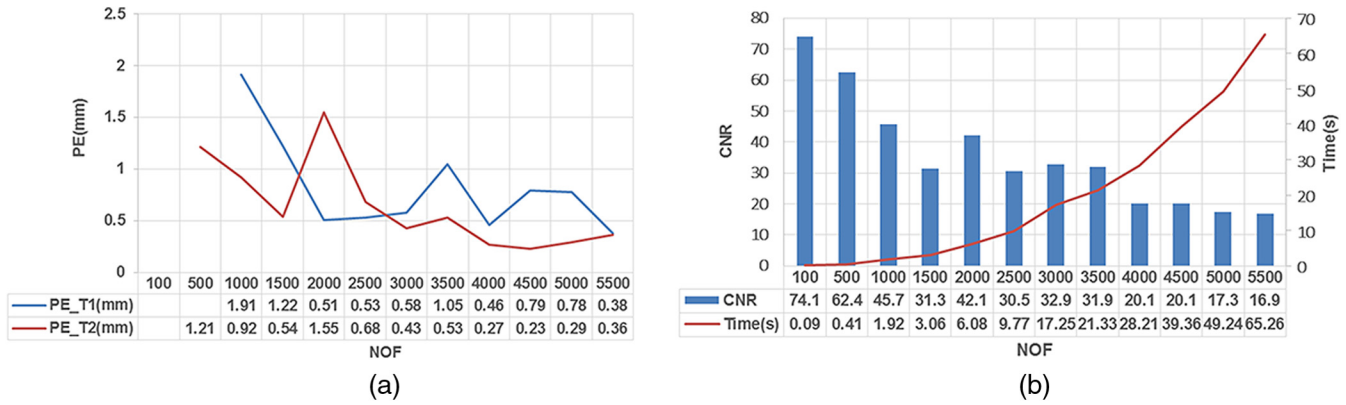 2.5
2
1.5
1
0.5
0
PE(mm)
100 500 1000 1500 2000 2500 3000 3500 4000 4500 5000 5500
PE_T1(mm) 1.91 1.22 0.51 0.53 0.58 1.05 0.46 0.79 0.78 0.38
PE_T2(mm) 1.21 0.92 0.54 1.55 0.68 0.43 0.53 0.27 0.23 0.29 0.36
NOF
(a)
80
70
60
50
40
30
20
10
0
CNR
70
60
50
40
30
20
10
0
Time(s)
100 500 1000 1500 2000 2500 3000 3500 4000 4500 5000 5500
CNR 74.1 62.4 45.7 31.3 42.1 30.5 32.9 31.9 20.1 20.1 17.3 16.9
Time(s) 0.09 0.41 1.92 3.06 6.08 9.77 17.25 21.33 28.21 39.36 49.24 65.26
NOF
(b)